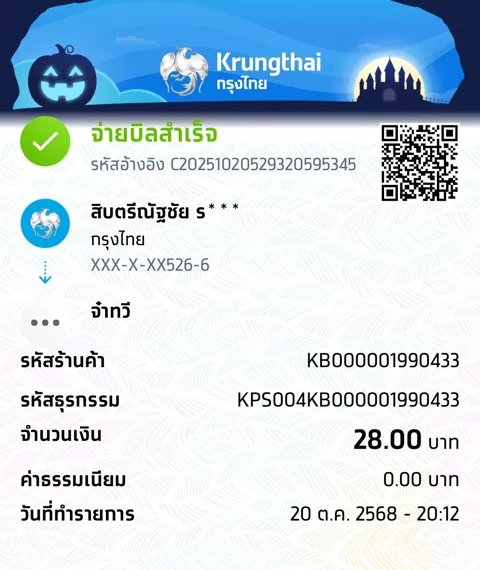 Krungthai
กรุงไทย
จ่ายบิลสำเร็จ
รหัสอ้างอิง C20251020529320595345
สิบตรีณัฐชัย ร***
กรุงไทย
XXX-X-XX526-6
จ๋าทวี
รหัสร้านค้า KB000001990433
รหัสธุรกรรม KPS004KB000001990433
จำนวนเงิน 28.00 บาท
ค่าธรรมเนียม 0.00 บาท
วันที่ทำรายการ 20 ต.ค. 2568 - 20:12